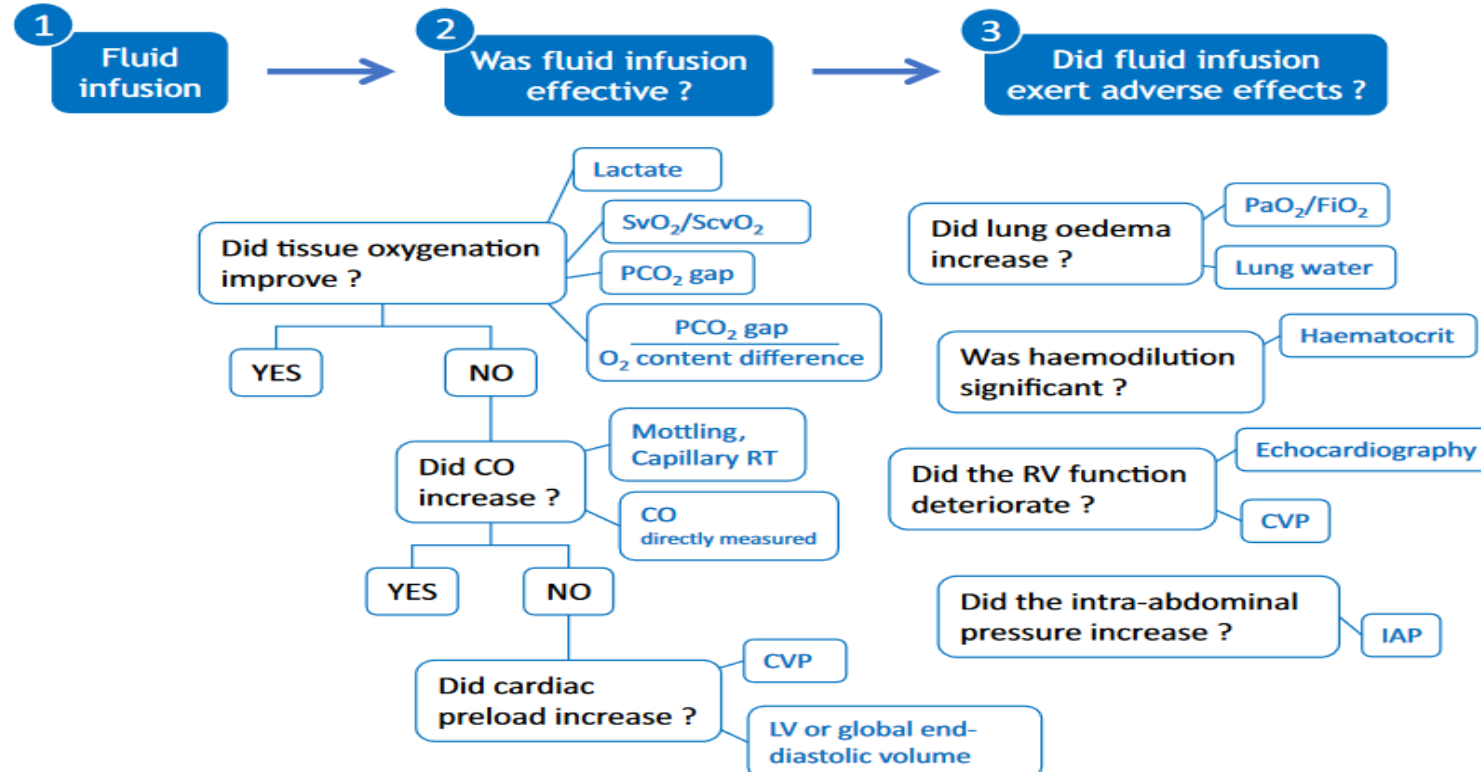 1
Fluid
infusion
2
Was fluid infusion
effective ?
3
Did fluid infusion
exert adverse effects ?
Did tissue oxygenation
improve ?
Lactate
SvO₂/ScvO₂
PCO₂ gap
PCO₂ gap
O₂ content difference
YES
NO
Did CO
increase ?
Mottling,
Capillary RT
CO
directly measured
YES
NO
Did cardiac
preload increase ?
CVP
LV or global end-
diastolic volume
Did lung oedema
increase ?
PaO₂/FiO₂
Lung water
Was haemodilution
significant ?
Haematocrit
Did the RV function
deteriorate ?
Echocardiography
CVP
Did the intra-abdominal
pressure increase ?
IAP